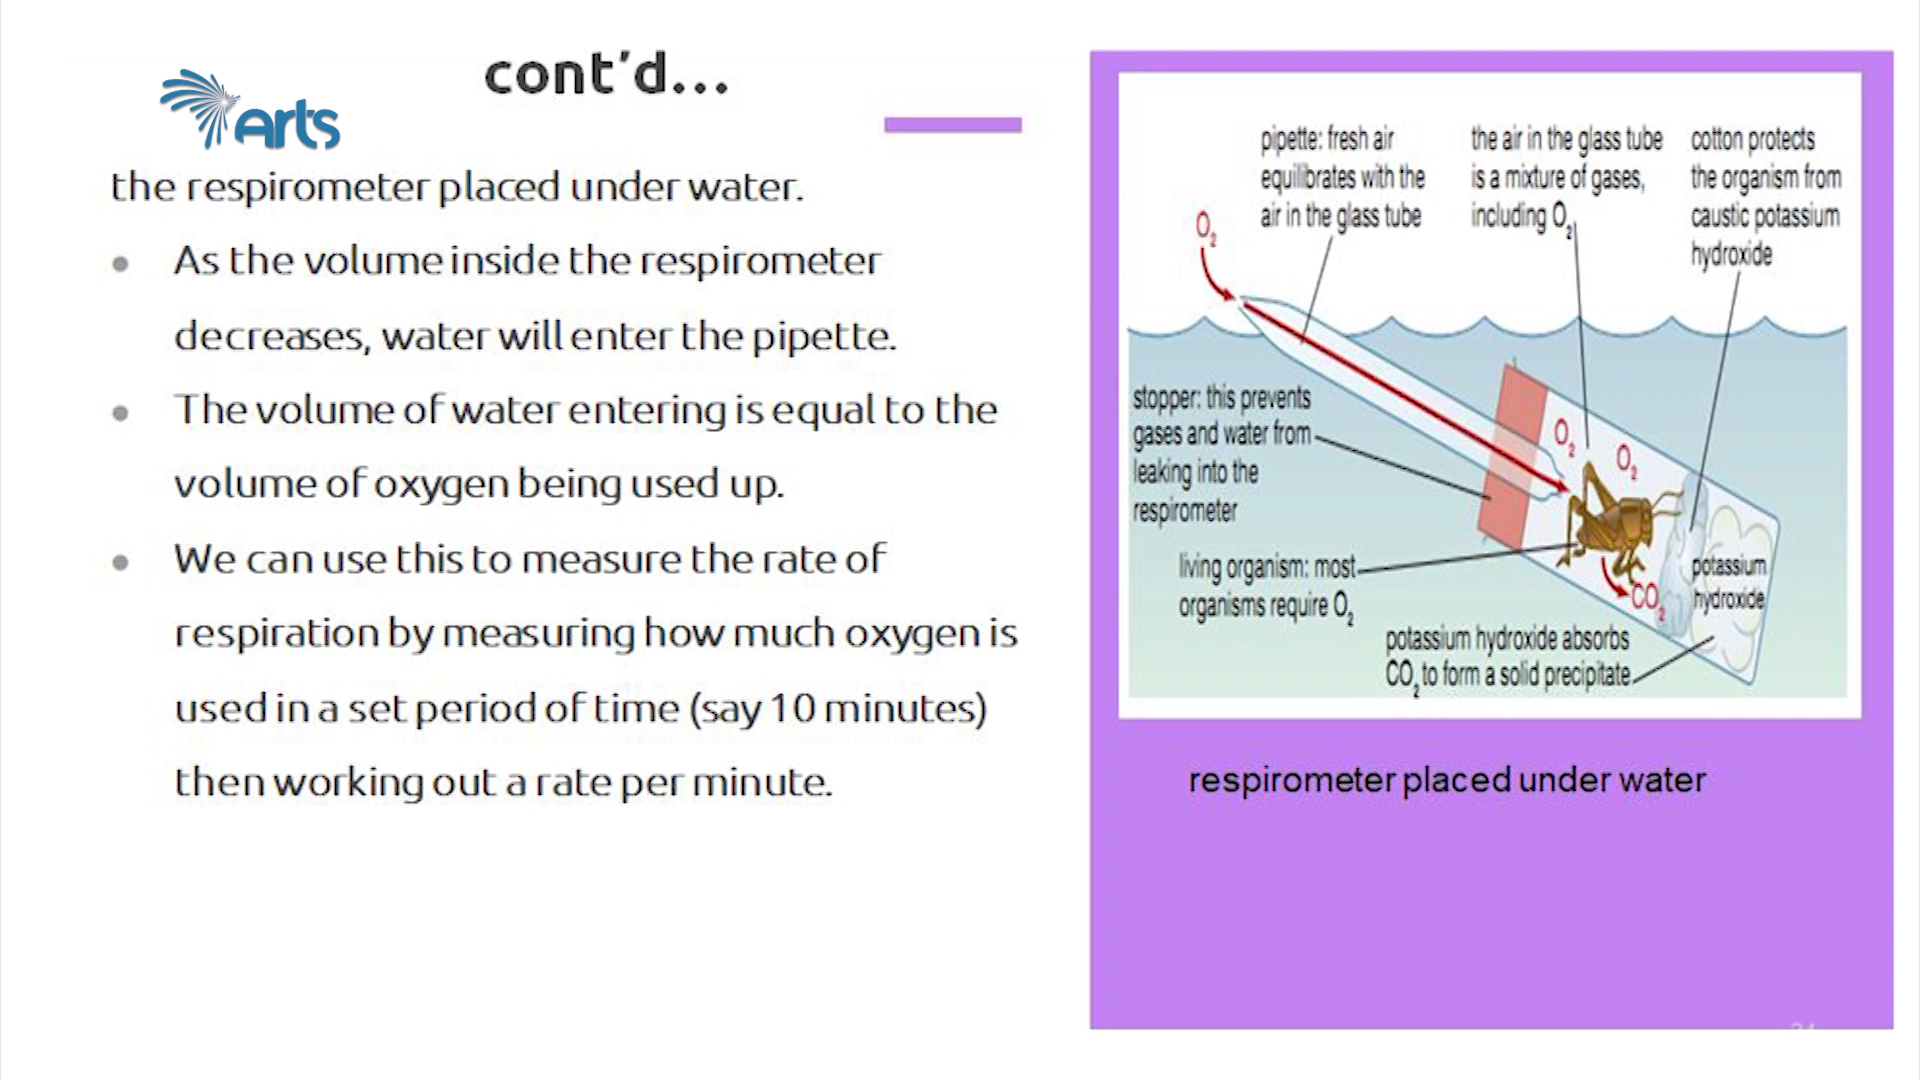 cont’d...
arts
the respirometer placed under water.
● As the volume inside the respirometer
decreases, water will enter the pipette.
● The volume of water entering is equal to the
volume of oxygen being used up.
● We can use this to measure the rate of
respiration by measuring how much oxygen is
used in a set period of time (say 10 minutes)
then working out a rate per minute.
pipette: fresh air
equilibrates with the
air in the glass tube
the air in the glass tube
is a mixture of gases,
including O₂
cotton protects
the organism from
caustic potassium
hydroxide
O₂
stopper: this prevents
gases and water from
leaking into the
respirometer
O₂
O₂
living organism: most
organisms require O₂
CO₂
potassium
hydroxide
potassium hydroxide absorbs
CO₂ to form a solid precipitate
respirometer placed under water